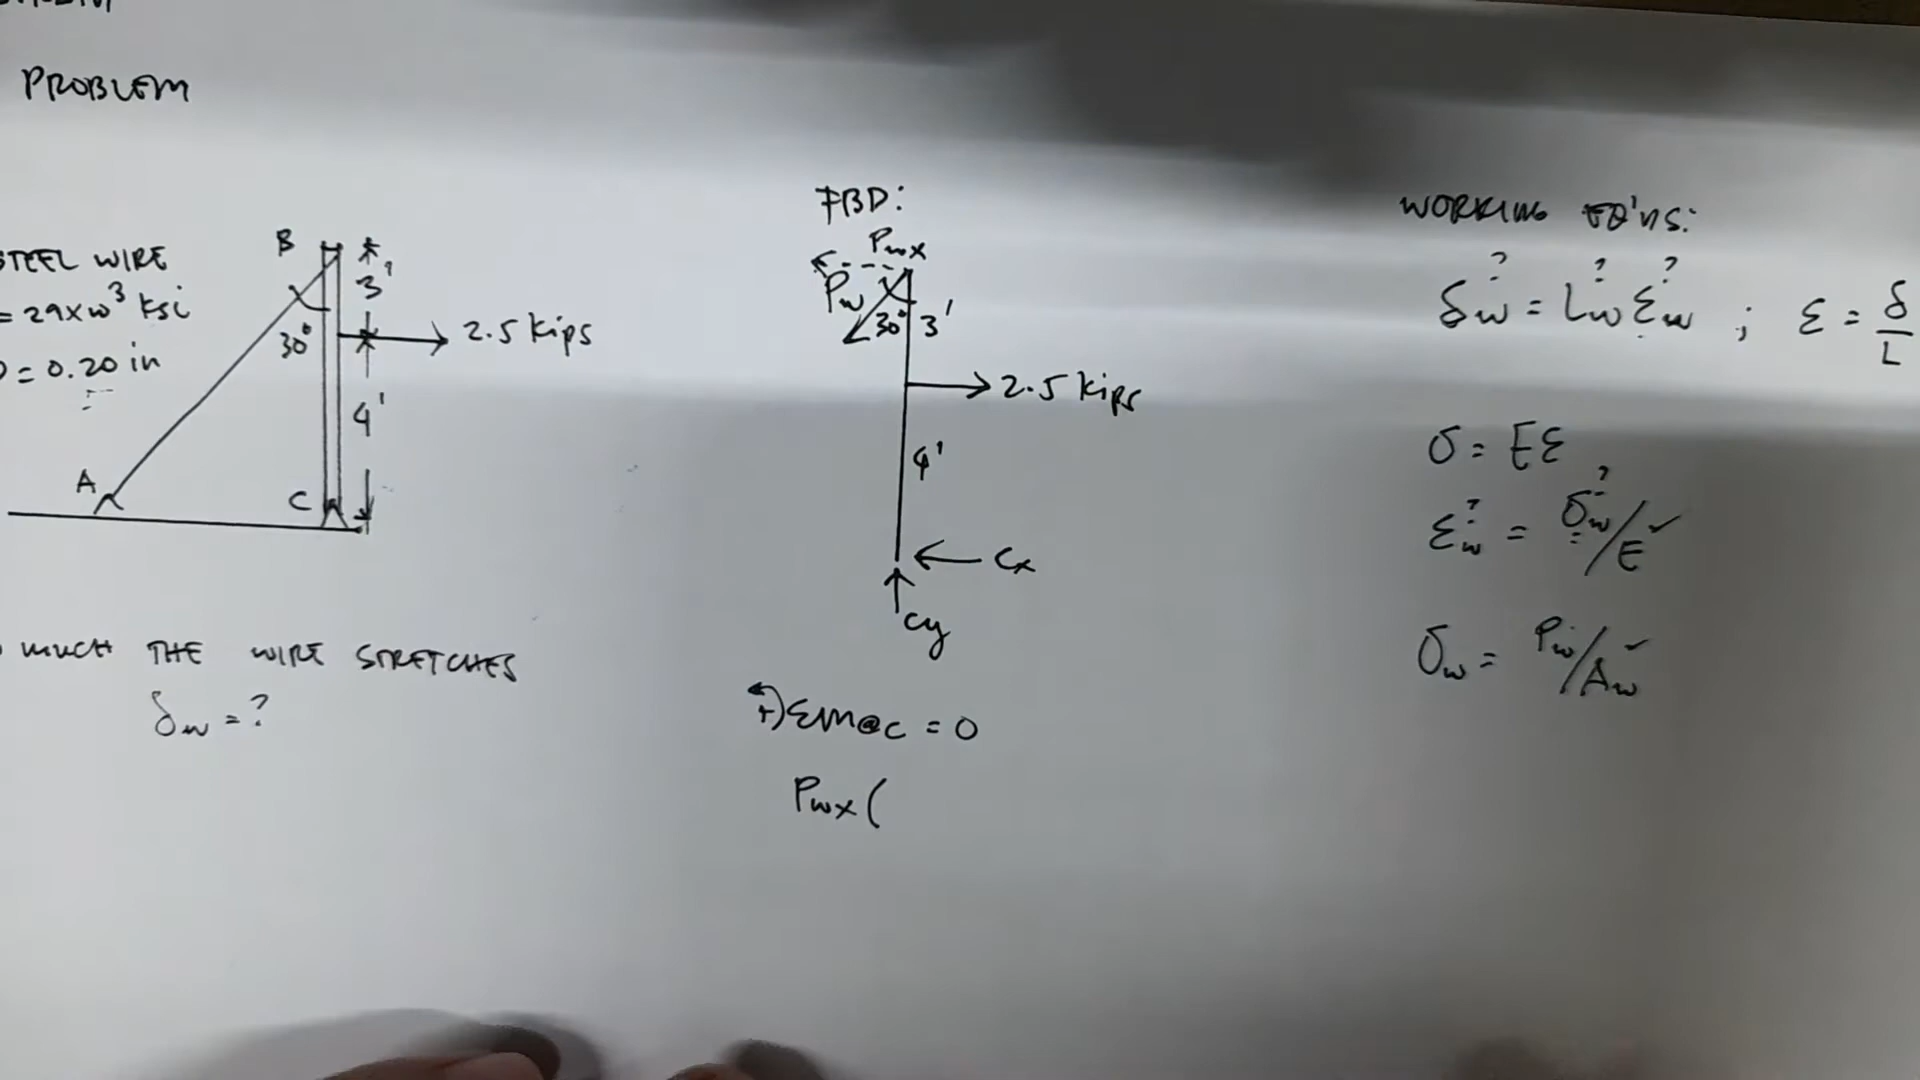 PROBLEM
STEEL WIRE
= 29x10³ ksi
= 0.20 in
B
3'
30°
2.5 kips
4'
A
C
MUCH THE WIRE STRETCHES
δw = ?
FBD:
Pwx
Pw
30°
3'
2.5 kips
4'
Cx
Cy
+) ΣM@C = 0
Pwx (
WORKING EQ'NS:
? ? ?
δw = Lw εw ; ε = δ/L
σ = Eε
? ?
εw = σw/E ✓
σw = Pw/Aw ✓